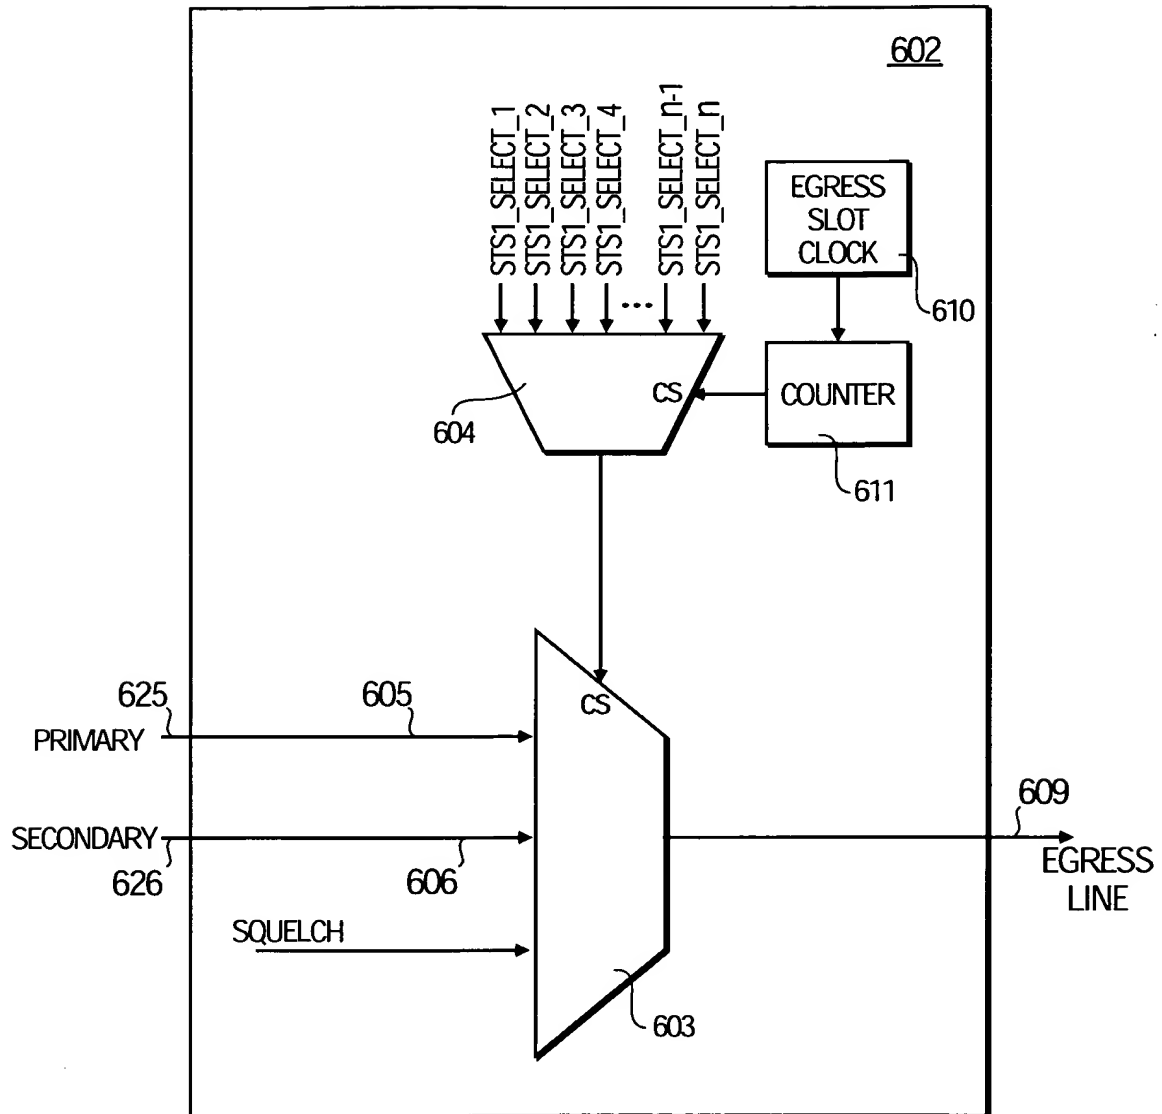 602
STS1_SELECT_1
STS1_SELECT_2
STS1_SELECT_3
STS1_SELECT_4
...
STS1_SELECT_n-1
STS1_SELECT_n
EGRESS
SLOT
CLOCK
610
CS
COUNTER
604
611
CS
625
605
PRIMARY
609
SECONDARY
626
606
EGRESS
LINE
SQUELCH
603